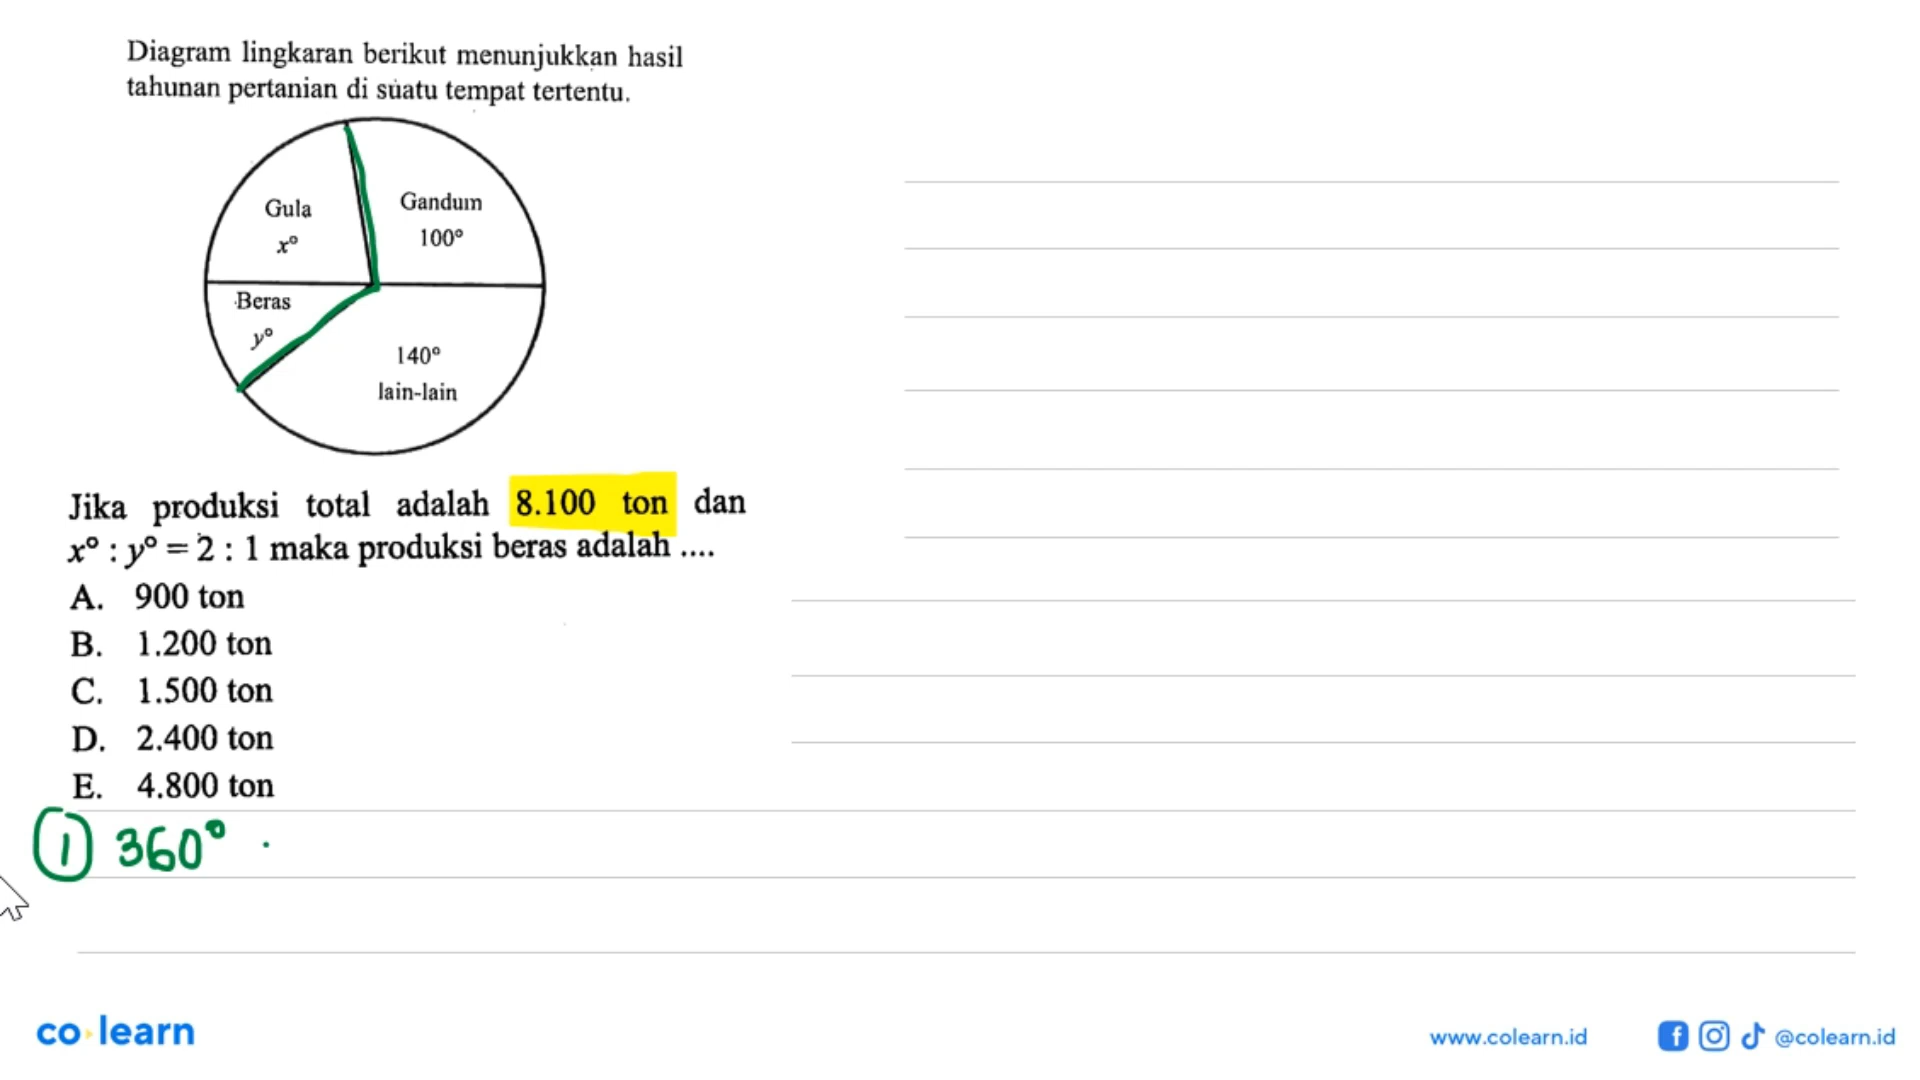 Diagram lingkaran berikut menunjukkan hasil
tahunan pertanian di suatu tempat tertentu.
Gula
x°
Gandum
100°
Beras
y°
140°
lain-lain
Jika produksi total adalah 8.100 ton dan
x° : y° = 2 : 1 maka produksi beras adalah ....
A. 900 ton
B. 1.200 ton
C. 1.500 ton
D. 2.400 ton
E. 4.800 ton
1 360°
co learn
www.colearn.id
@colearn.id